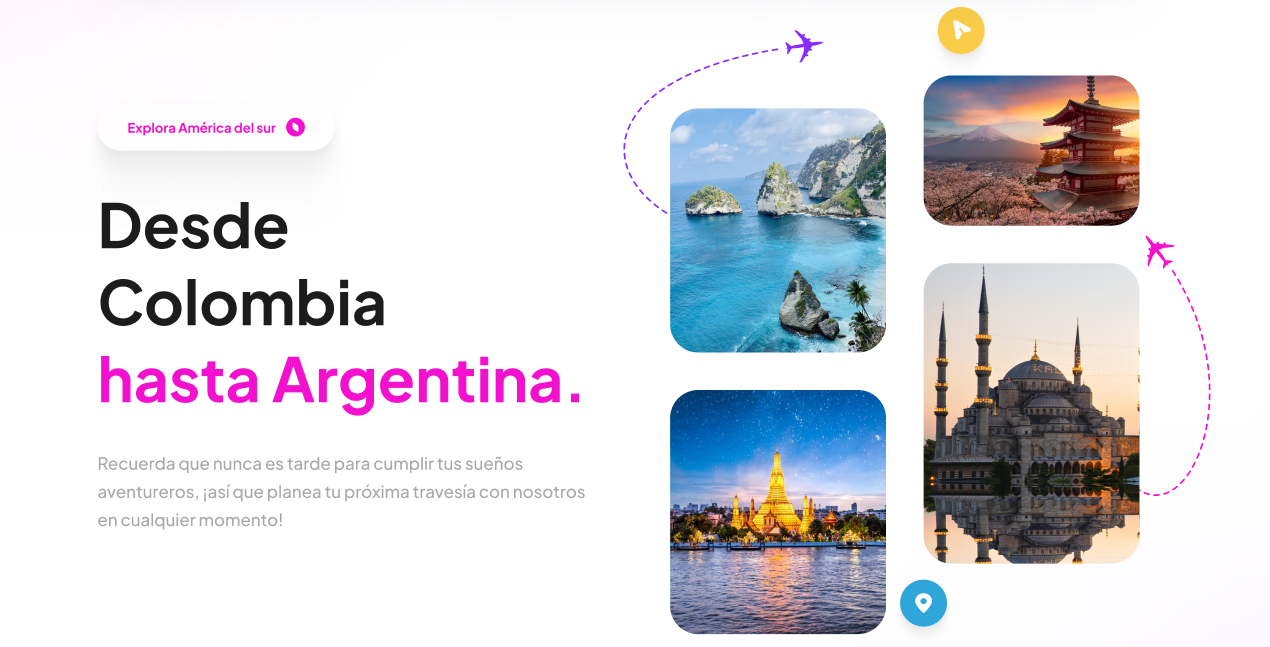 Explora América del sur
Desde
Colombia
hasta Argentina.
Recuerda que nunca es tarde para cumplir tus sueños
aventureros, ¡así que planea tu próxima travesía con nosotros
en cualquier momento!